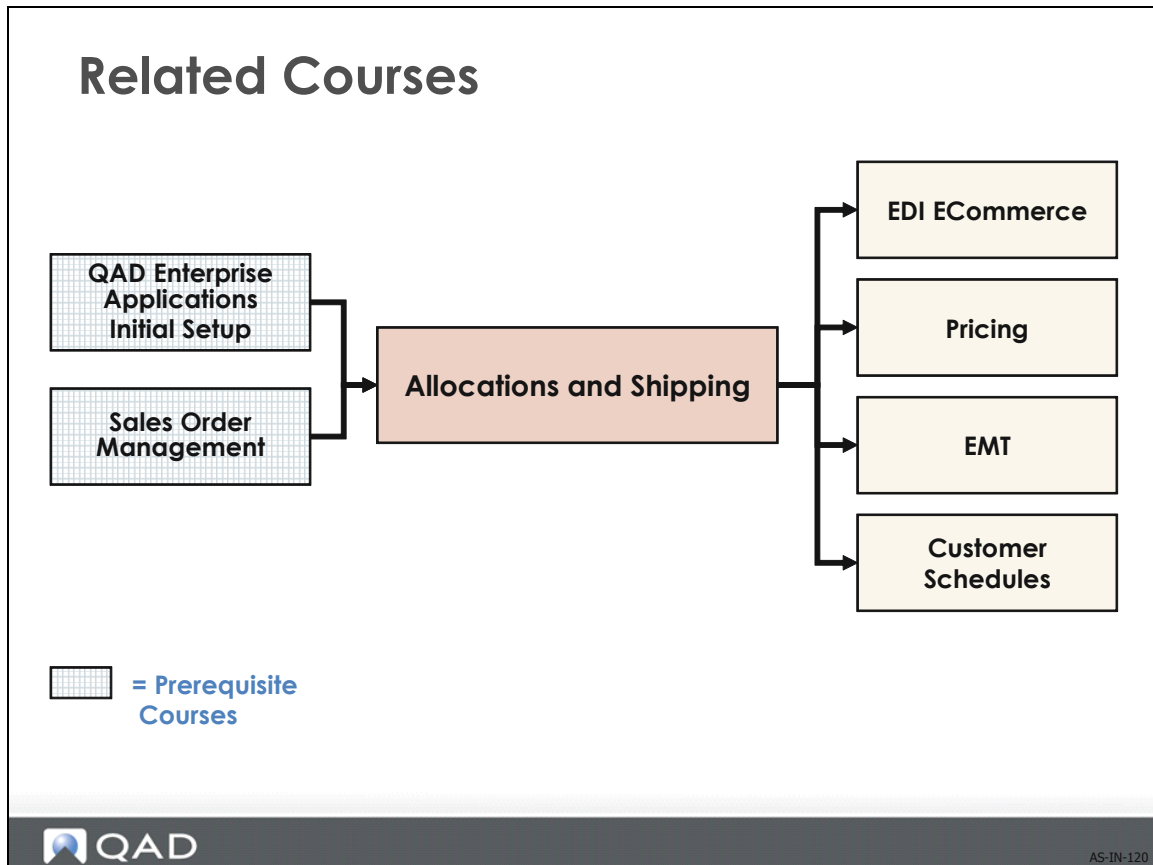 Related Courses
QAD Enterprise
Applications
Initial Setup
Sales Order
Management
Allocations and Shipping
EDI ECommerce
Pricing
EMT
Customer
Schedules
= Prerequisite
Courses
QAD
AS-IN-120